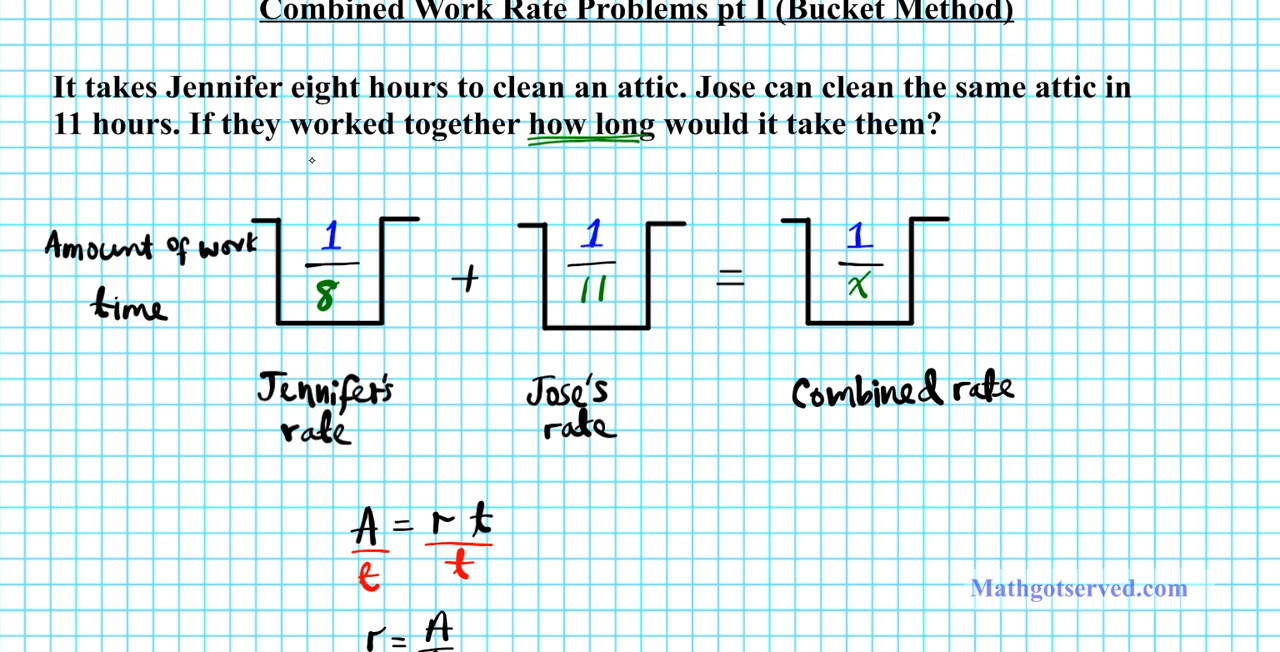 Combined Work Rate Problems pt I (Bucket Method)
It takes Jennifer eight hours to clean an attic. Jose can clean the same attic in
11 hours. If they worked together how long would it take them?
Amount of work
time
1/8 + 1/11 = 1/x
Jennifer's
rate
Jose's
rate
Combined rate
A = r t
t t
r = A
Mathgotserved.com